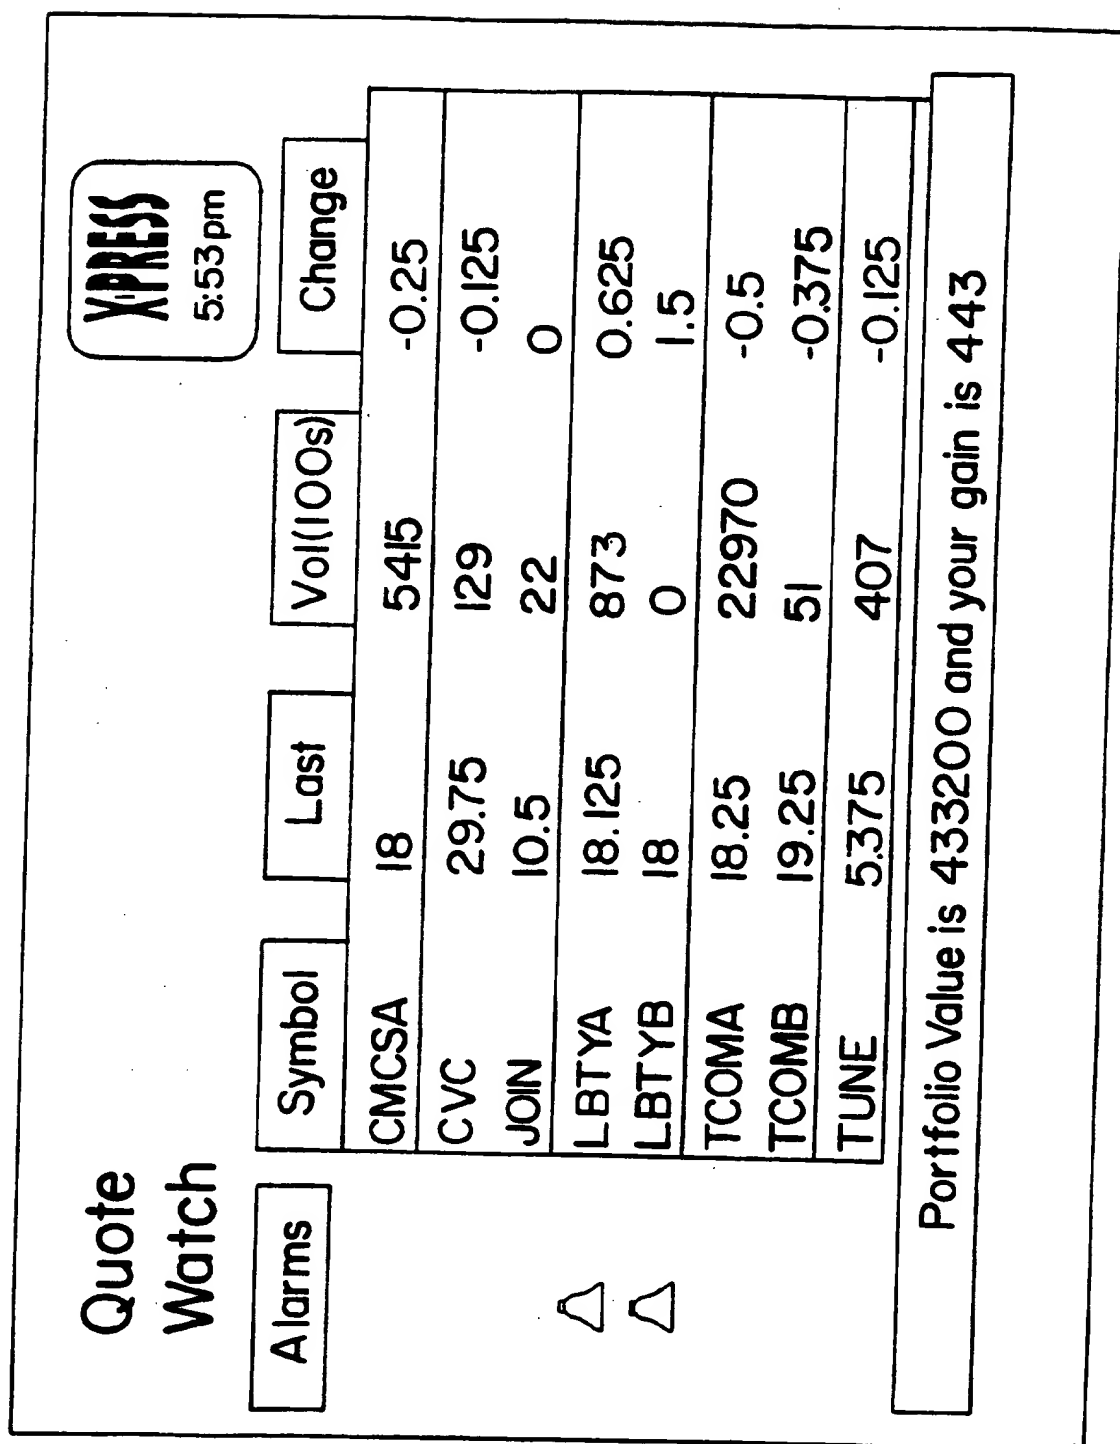 Quote
Watch
X·PRESS
5:53pm
Alarms Symbol Last Vol(100s) Change
CMCSA 18 5415 -0.25
CVC 29.75 129 -0.125
JOIN 10.5 22 0
LBTYA 18.125 873 0.625
LBTYB 18 0 1.5
TCOMA 18.25 22970 -0.5
TCOMB 19.25 51 -0.375
TUNE 5.375 407 -0.125
Portfolio Value is 433200 and your gain is 443